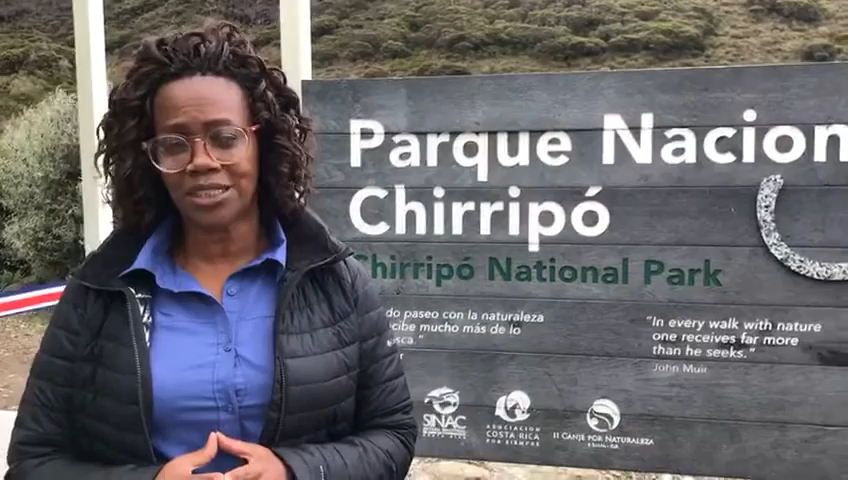 Parque Nacion
Chirripó
Chirripó National Park
do paseo con la naturaleza
cibe mucho más de lo
usca."
"In every walk with nature
one receives far more
than he seeks."
John Muir
SINAC
ASOCIACIÓN
COSTA RICA
POR SIEMPRE
II Canje por Naturaleza